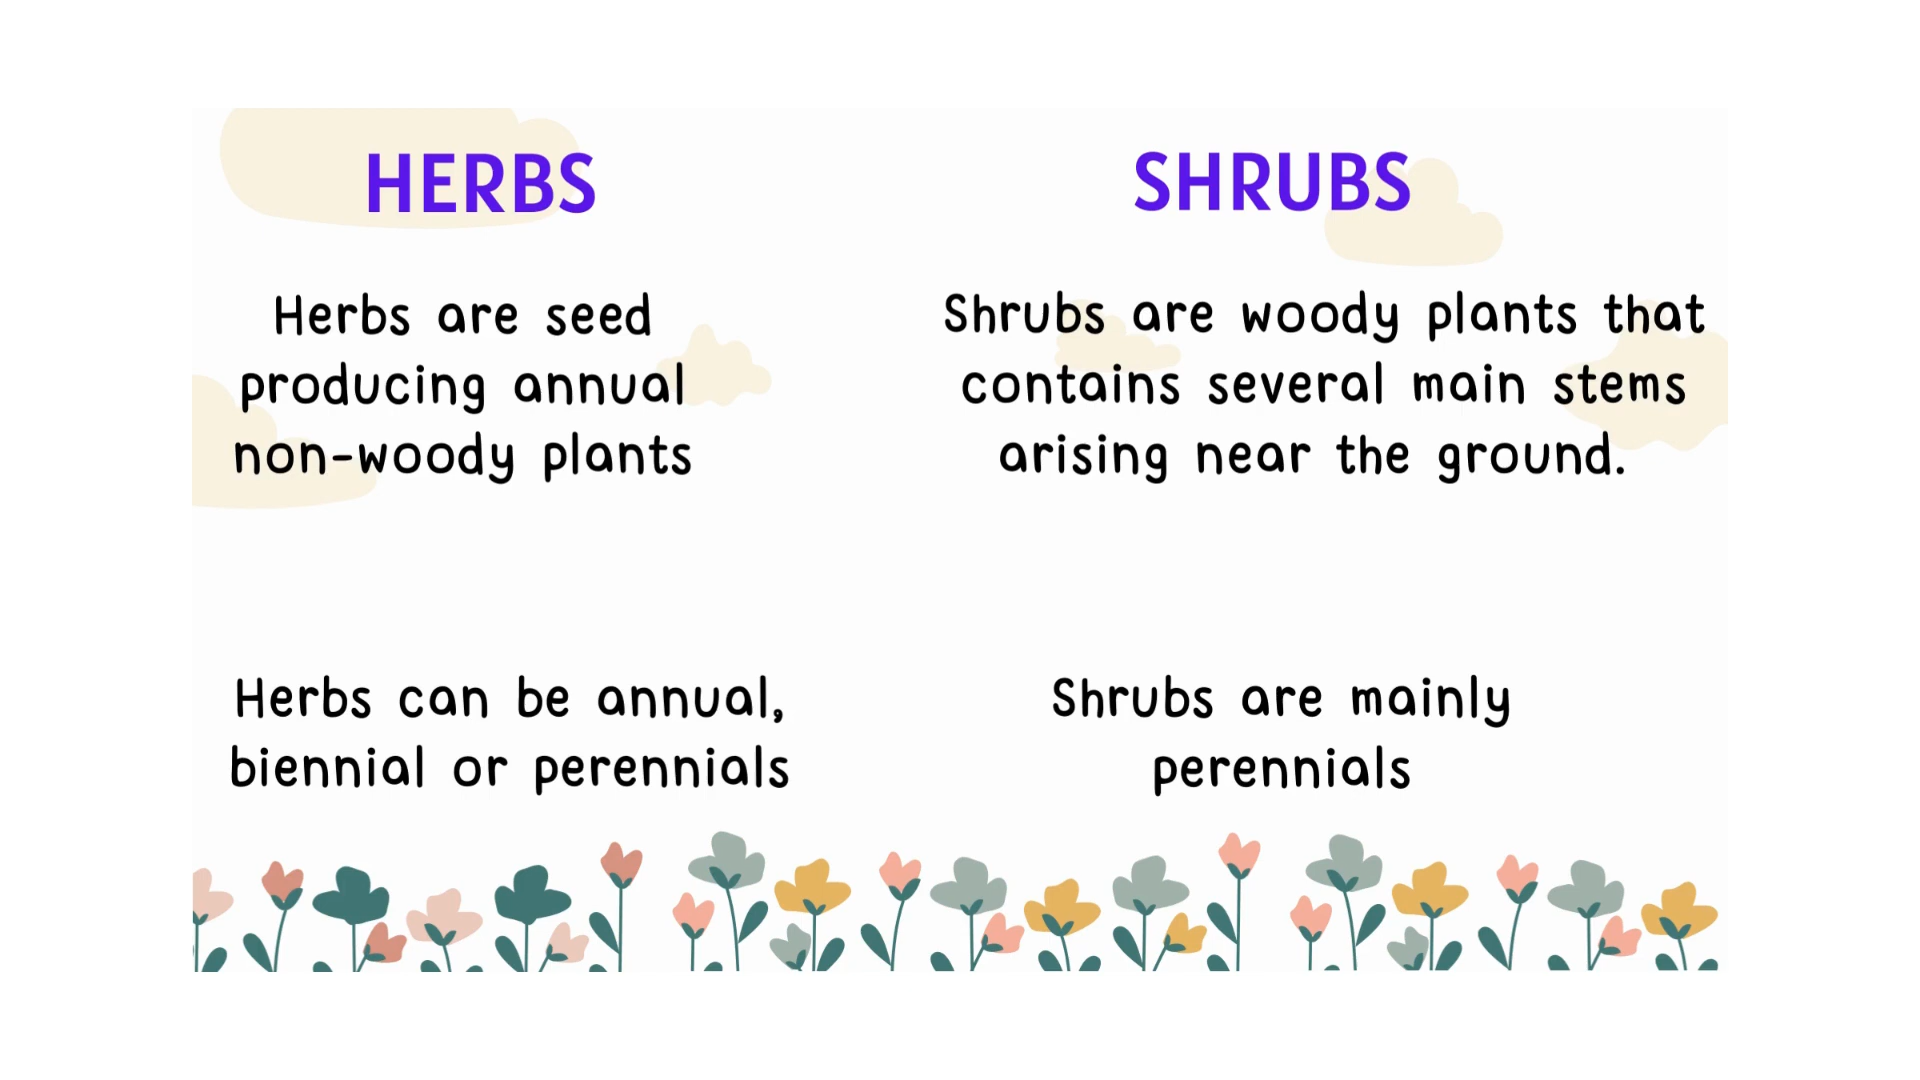 HERBS
Herbs are seed
producing annual
non-woody plants
Herbs can be annual,
biennial or perennials
SHRUBS
Shrubs are woody plants that
contains several main stems
arising near the ground.
Shrubs are mainly
perennials